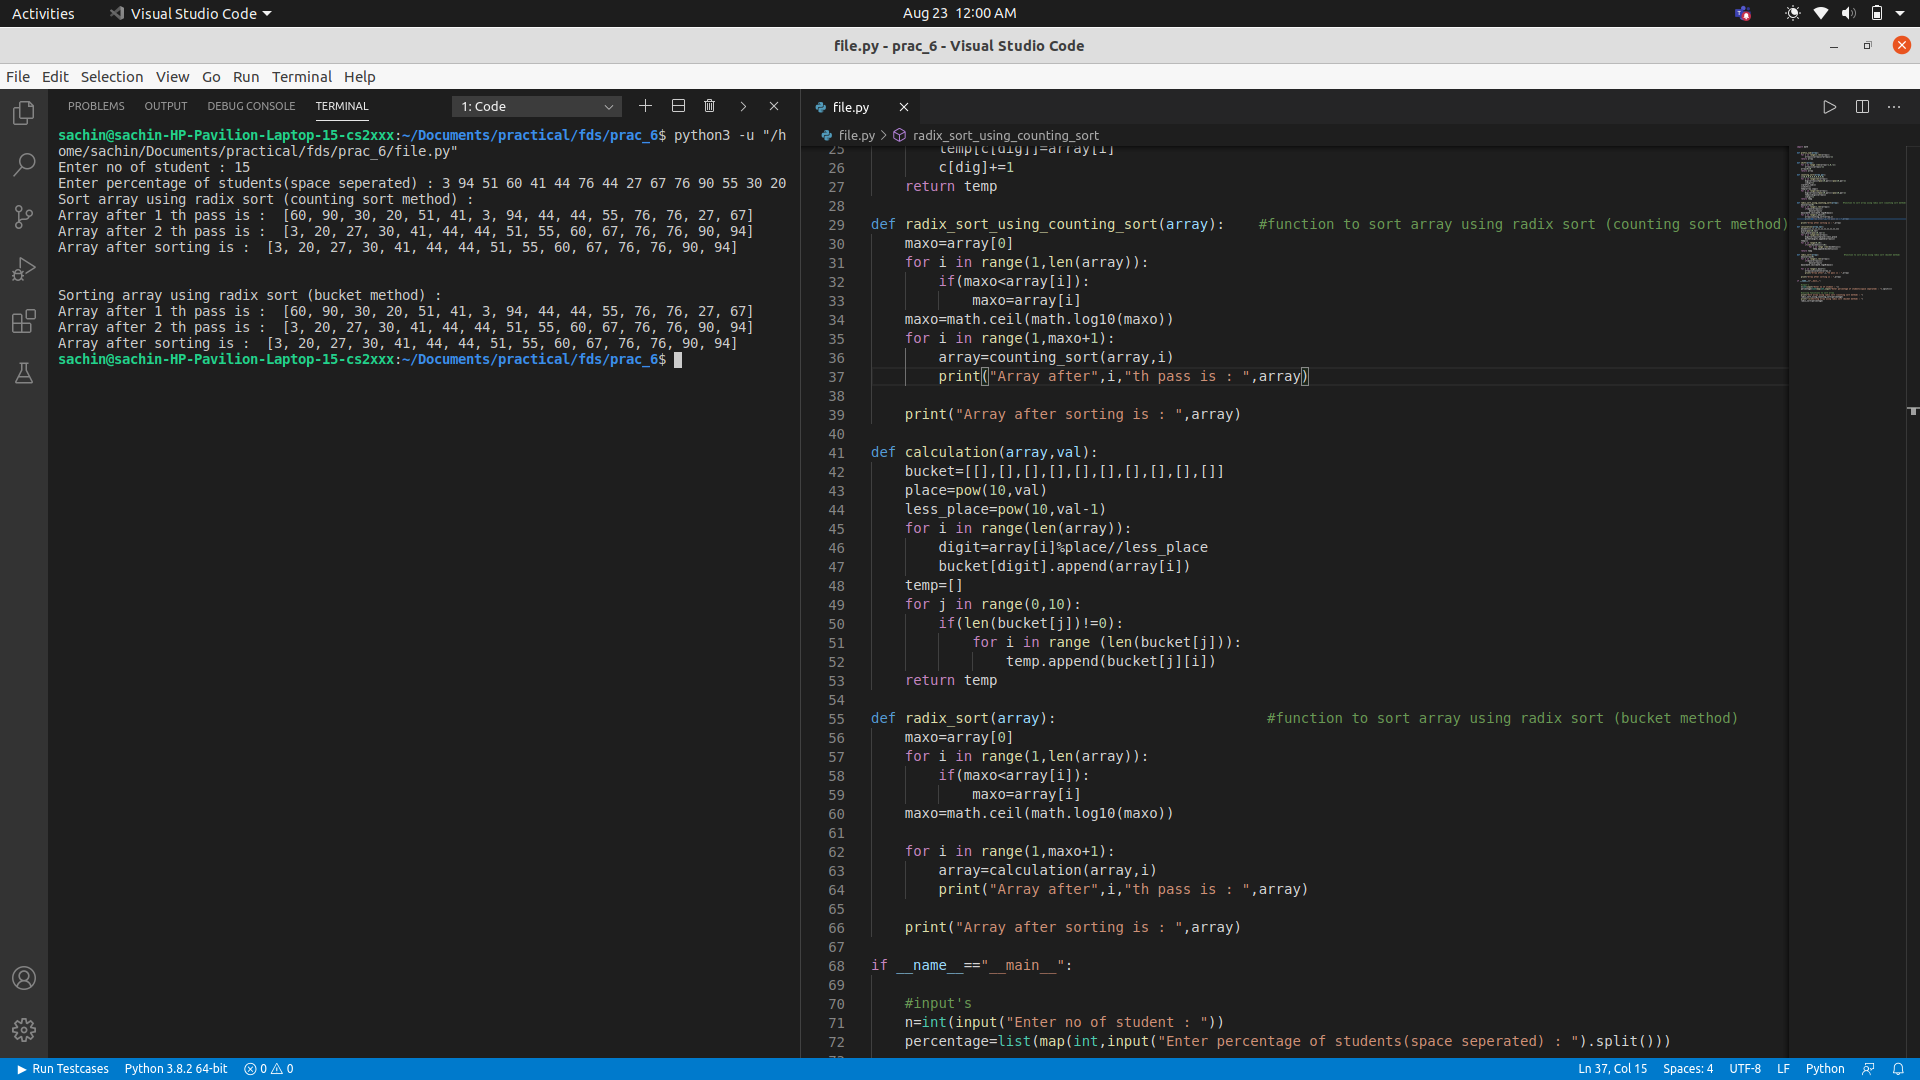 Activities Visual Studio Code Aug 23 12:00 AM
file.py - prac_6 - Visual Studio Code
File Edit Selection View Go Run Terminal Help
PROBLEMS OUTPUT DEBUG CONSOLE TERMINAL 1: Code
sachin@sachin-HP-Pavilion-Laptop-15-cs2xxx:~/Documents/practical/fds/prac_6$ python3 -u "/h
ome/sachin/Documents/practical/fds/prac_6/file.py"
Enter no of student : 15
Enter percentage of students(space seperated) : 3 94 51 60 41 44 76 44 27 67 76 90 55 30 20
Sort array using radix sort (counting sort method) :
Array after 1 th pass is :  [60, 90, 30, 20, 51, 41, 3, 94, 44, 44, 55, 76, 76, 27, 67]
Array after 2 th pass is :  [3, 20, 27, 30, 41, 44, 44, 51, 55, 60, 67, 76, 76, 90, 94]
Array after sorting is :  [3, 20, 27, 30, 41, 44, 44, 51, 55, 60, 67, 76, 76, 90, 94]
Sorting array using radix sort (bucket method) :
Array after 1 th pass is :  [60, 90, 30, 20, 51, 41, 3, 94, 44, 44, 55, 76, 76, 27, 67]
Array after 2 th pass is :  [3, 20, 27, 30, 41, 44, 44, 51, 55, 60, 67, 76, 76, 90, 94]
Array after sorting is :  [3, 20, 27, 30, 41, 44, 44, 51, 55, 60, 67, 76, 76, 90, 94]
sachin@sachin-HP-Pavilion-Laptop-15-cs2xxx:~/Documents/practical/fds/prac_6$
file.py
file.py > radix_sort_using_counting_sort
25         temp[c[dig]]=array[i]
26         c[dig]+=1
27     return temp
28
29 def radix_sort_using_counting_sort(array):    #function to sort array using radix sort (counting sort method)
30     maxo=array[0]
31     for i in range(1,len(array)):
32         if(maxo<array[i]):
33             maxo=array[i]
34     maxo=math.ceil(math.log10(maxo))
35     for i in range(1,maxo+1):
36         array=counting_sort(array,i)
37         print("Array after",i,"th pass is : ",array)
38
39     print("Array after sorting is : ",array)
40
41 def calculation(array,val):
42     bucket=[[],[],[],[],[],[],[],[],[],[]]
43     place=pow(10,val)
44     less_place=pow(10,val-1)
45     for i in range(len(array)):
46         digit=array[i]%place//less_place
47         bucket[digit].append(array[i])
48     temp=[]
49     for j in range(0,10):
50         if(len(bucket[j])!=0):
51             for i in range (len(bucket[j])):
52                 temp.append(bucket[j][i])
53     return temp
54
55 def radix_sort(array):                         #function to sort array using radix sort (bucket method)
56     maxo=array[0]
57     for i in range(1,len(array)):
58         if(maxo<array[i]):
59             maxo=array[i]
60     maxo=math.ceil(math.log10(maxo))
61
62     for i in range(1,maxo+1):
63         array=calculation(array,i)
64         print("Array after",i,"th pass is : ",array)
65
66     print("Array after sorting is : ",array)
67
68 if __name__=="__main__":
69
70     #input's
71     n=int(input("Enter no of student : "))
72     percentage=list(map(int,input("Enter percentage of students(space seperated) : ").split()))
Run Testcases Python 3.8.2 64-bit 0 0 Ln 37, Col 15 Spaces: 4 UTF-8 LF Python